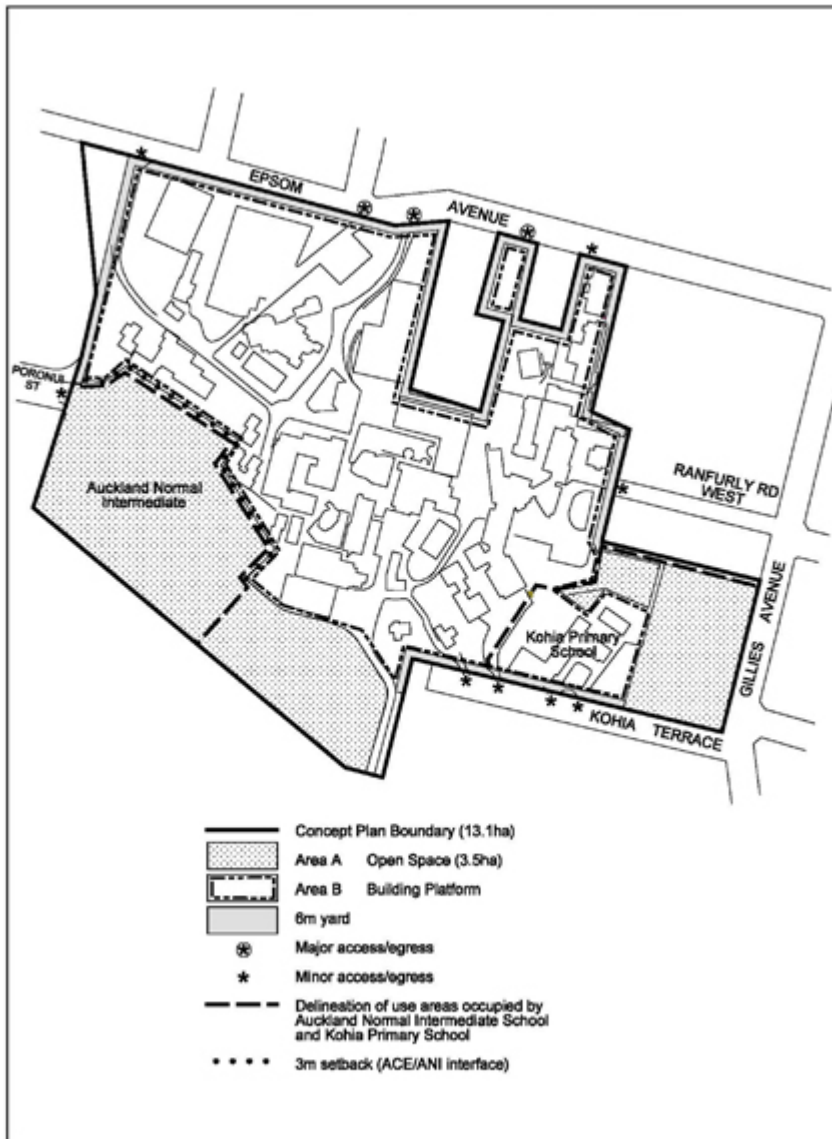 EPSOM AVENUE
PORONUI
ST
Auckland Normal
Intermediate
RANFURLY RD
WEST
GILLIES AVENUE
Kohia Primary
School
KOHIA TERRACE
Concept Plan Boundary (13.1ha)
Area A Open Space (3.5ha)
Area B Building Platform
6m yard
Major access/egress
Minor access/egress
Delineation of use areas occupied by
Auckland Normal Intermediate School
and Kohia Primary School
3m setback (ACE/ANI interface)